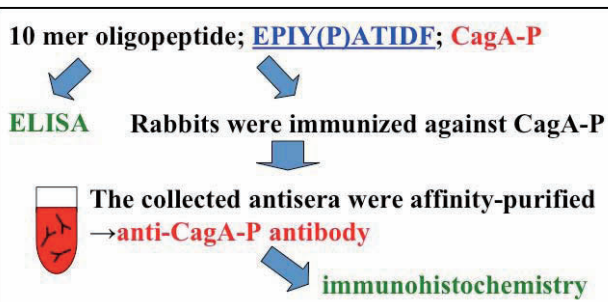 10 mer oligopeptide; EPIY(P)ATIDF; CagA-P
ELISA Rabbits were immunized against CagA-P
The collected antisera were affinity-purified
→anti-CagA-P antibody
immunohistochemistry